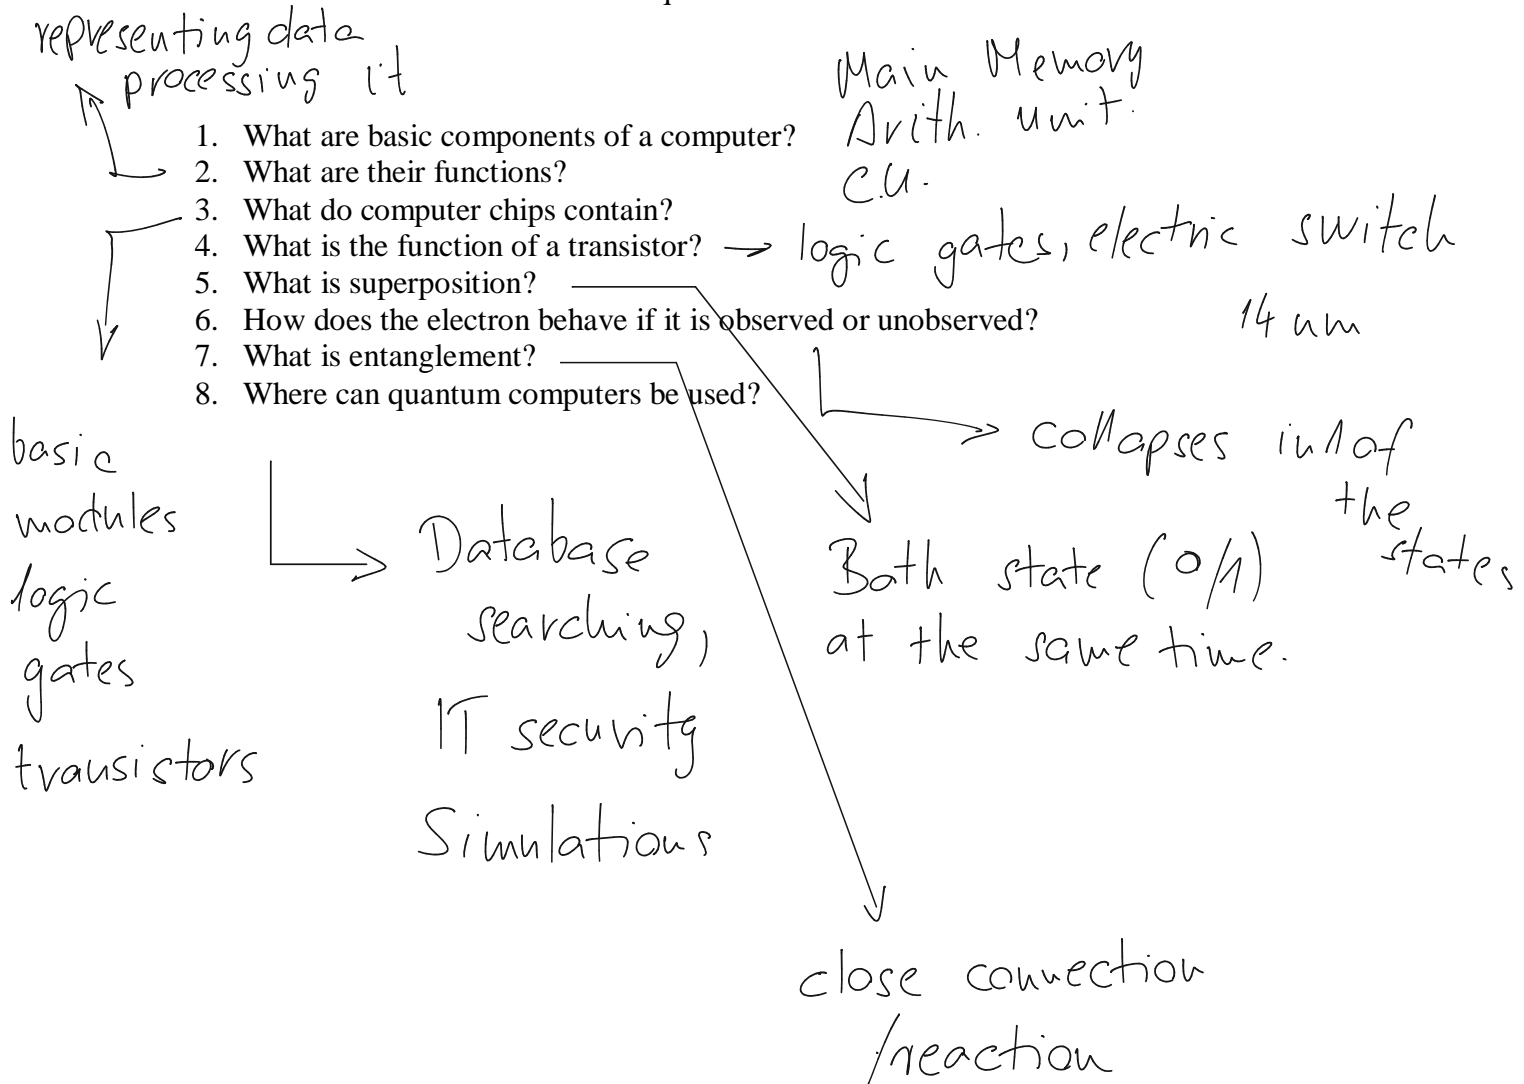 representing data
processing it
Main Memory
Arith. unit.
C.U.
1. What are basic components of a computer?
2. What are their functions?
3. What do computer chips contain?
4. What is the function of a transistor? → logic gates, electric switch
5. What is superposition?
6. How does the electron behave if it is observed or unobserved?
14 nm
7. What is entanglement?
8. Where can quantum computers be used?
collapses in 1 of
the
states
basic
modules
logic
gates
transistors
Database
searching,
IT security
Simulations
Both state (0/1)
at the same time.
close connection
/reaction